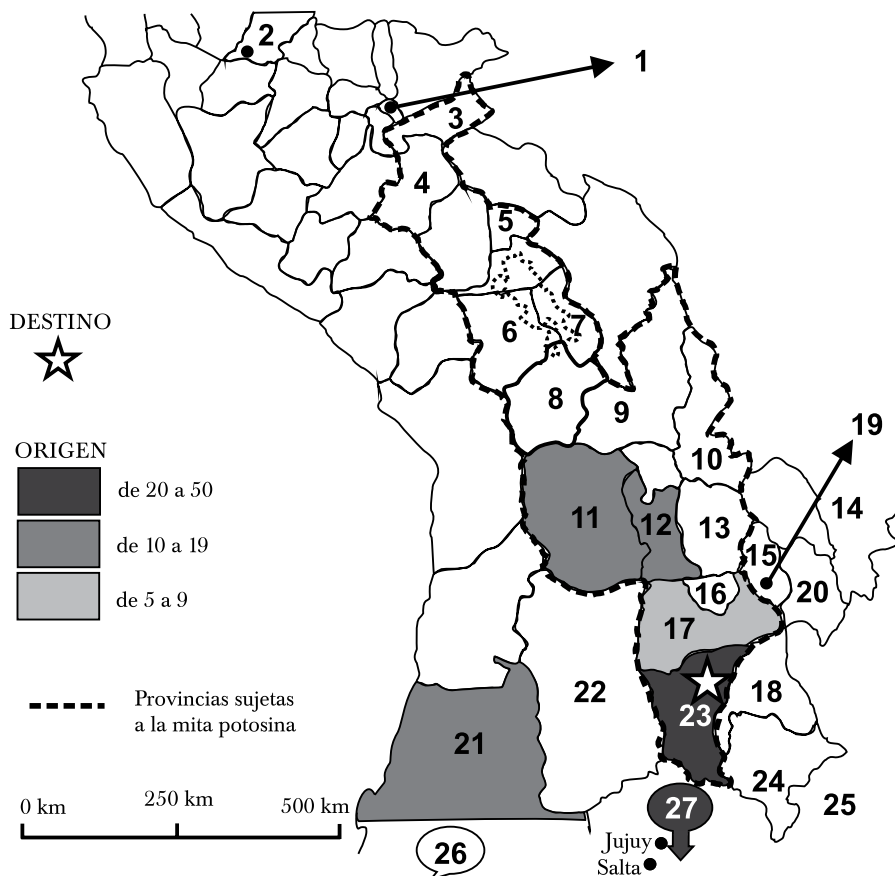 2
1
3
4
5
DESTINO
6
7
8
9
19
ORIGEN
10
de 20 a 50
14
11
12
13
de 10 a 19
15
16
20
de 5 a 9
17
Provincias sujetas
a la mita potosina
22
18
23
21
24
0 km
250 km
500 km
25
27
26
Jujuy
Salta